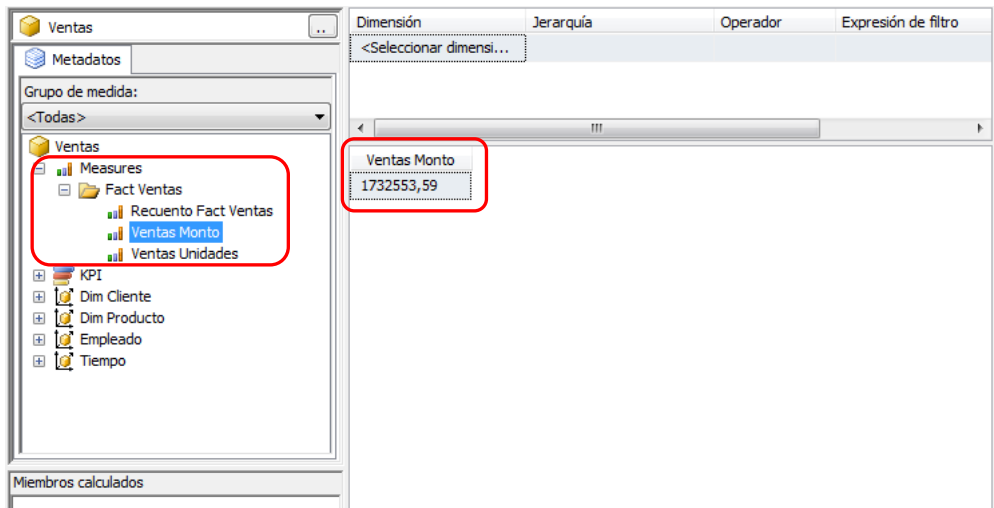 Ventas
..
Metadatos
Grupo de medida:
<Todas>
Ventas
Measures
Fact Ventas
Recuento Fact Ventas
Ventas Monto
Ventas Unidades
KPI
Dim Cliente
Dim Producto
Empleado
Tiempo
Miembros calculados
Dimensión Jerarquía Operador Expresión de filtro
<Seleccionar dimensi...
Ventas Monto
1732553,59